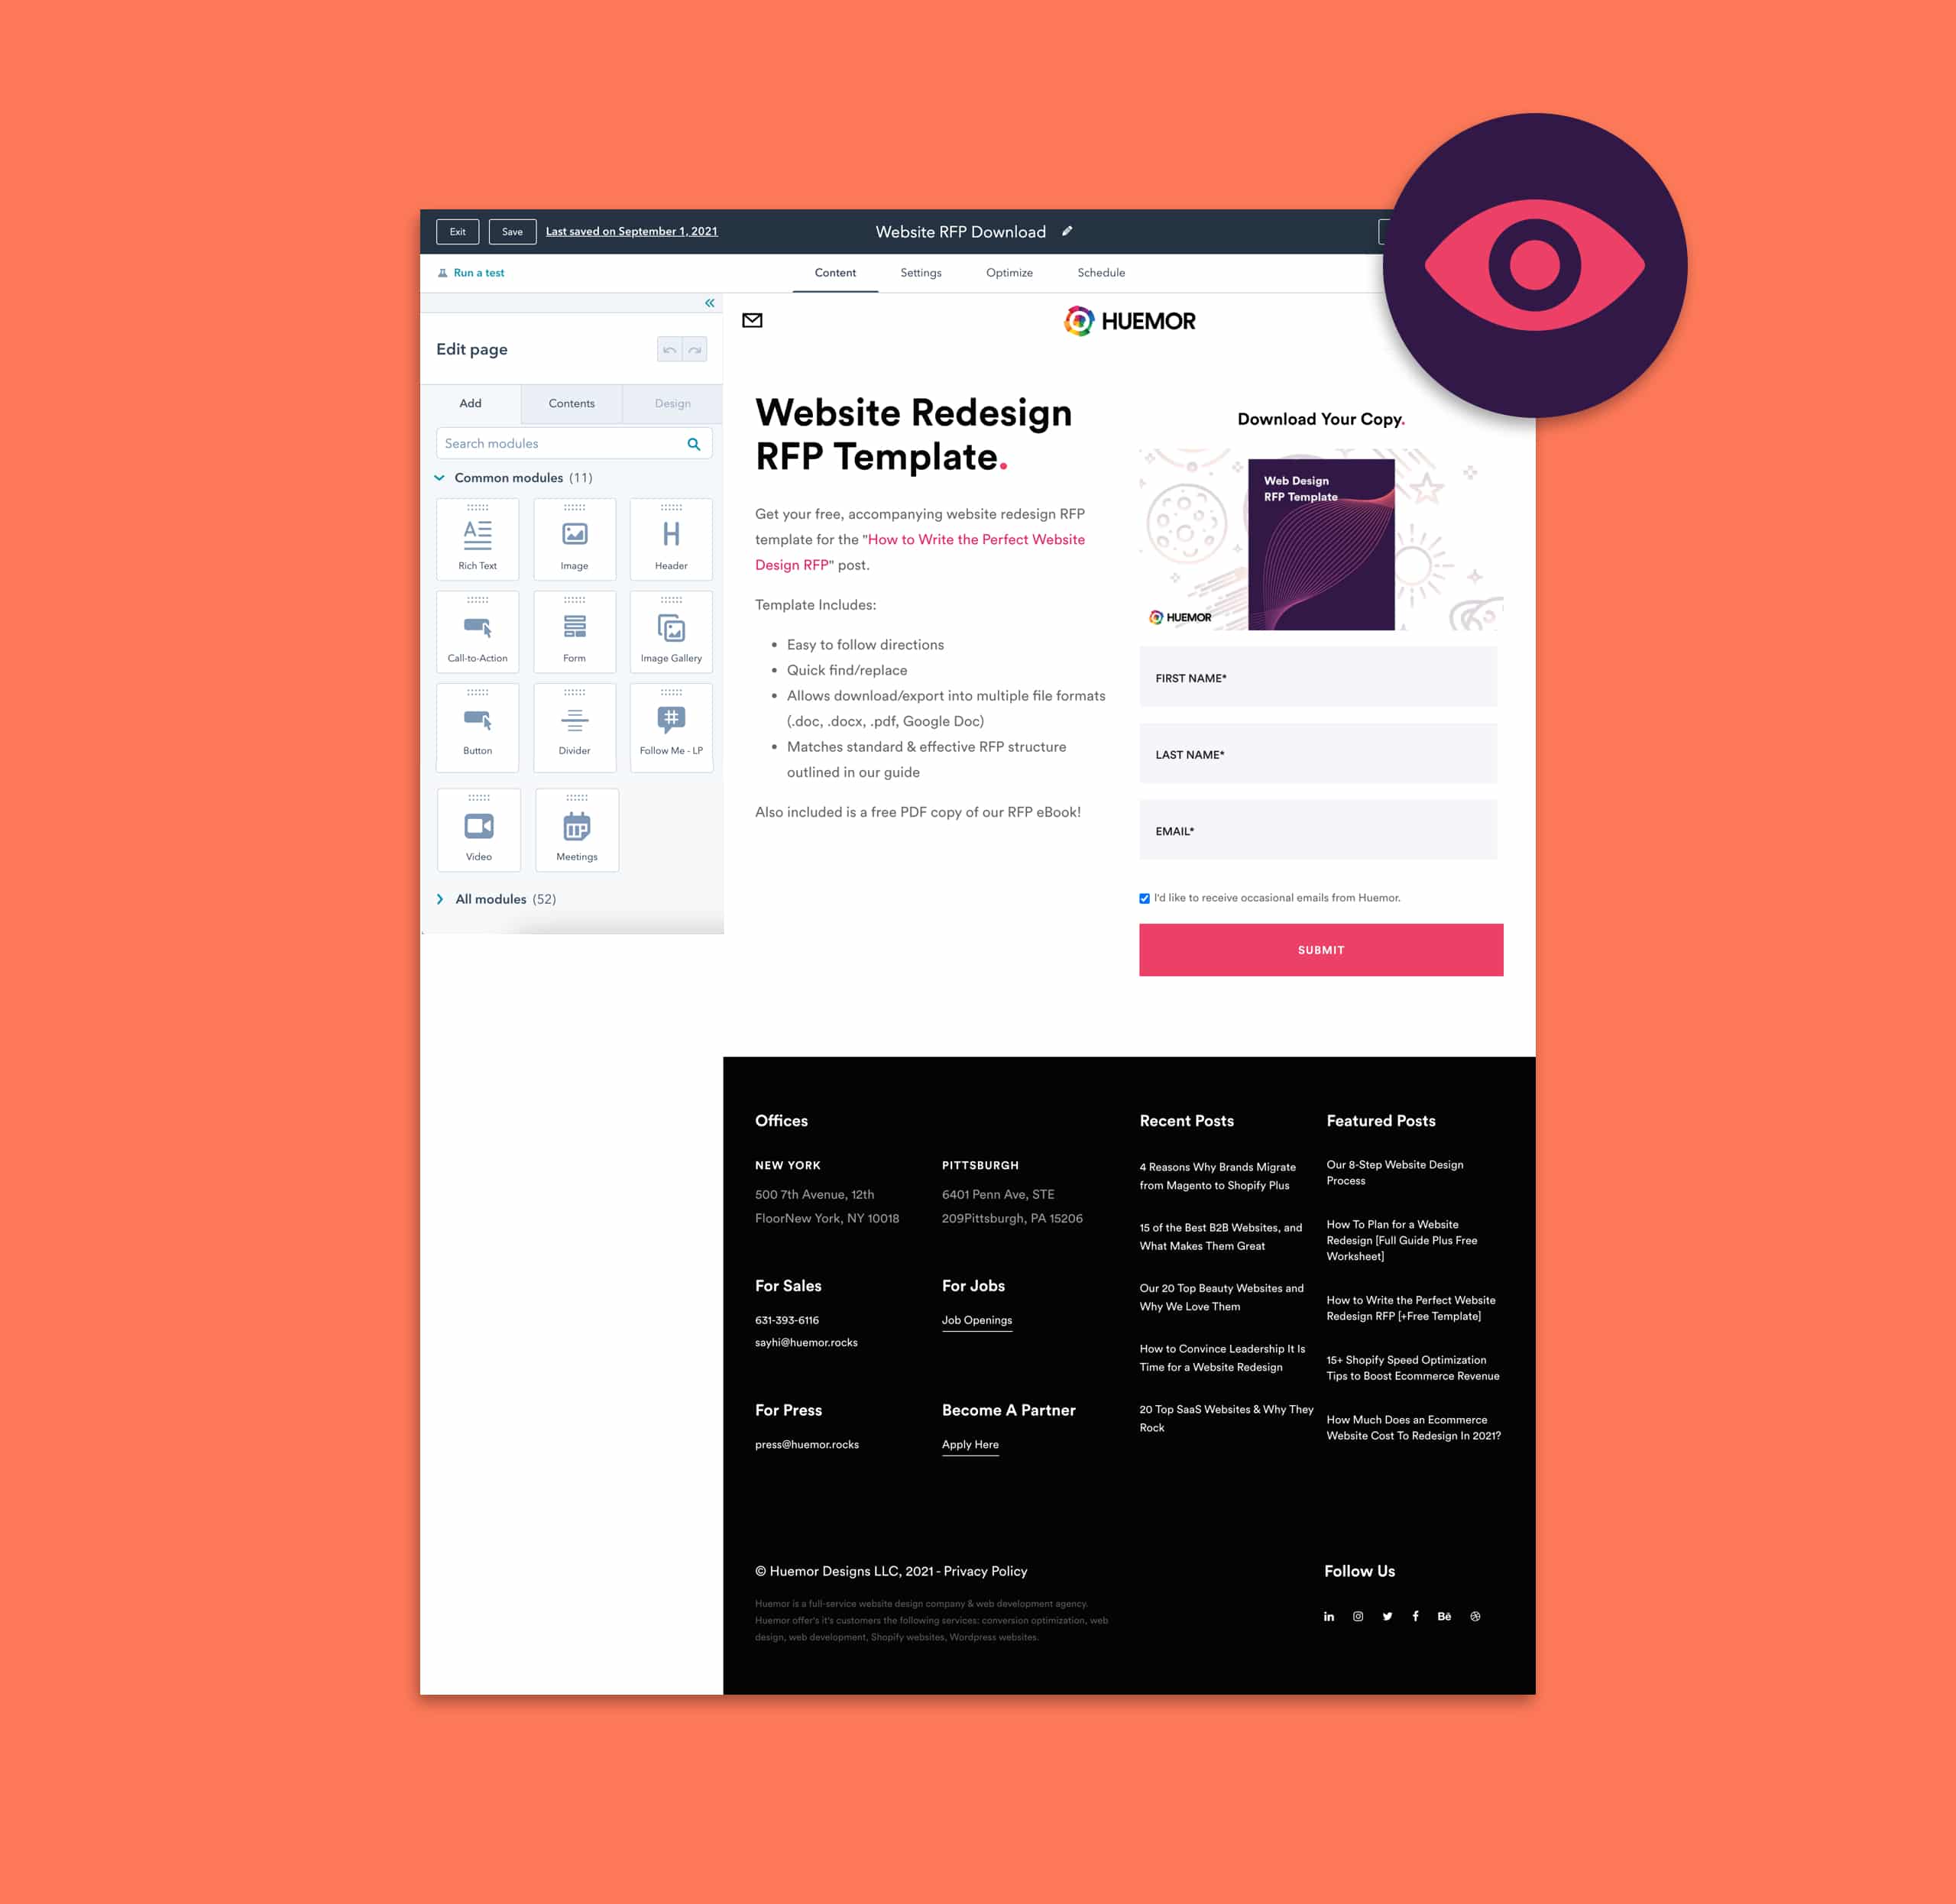 Exit
Save
Last saved on September 1, 2021
Website RFP Download
Run a test
Content
Settings
Optimize
Schedule
Edit page
Add
Contents
Design
Search modules
Common modules (11)
Rich Text
Image
Header
Call-to-Action
Form
Image Gallery
Button
Divider
Follow Me - LP
Video
Meetings
All modules (52)
HUEMOR
Website Redesign
RFP Template.
Get your free, accompanying website redesign RFP
template for the "How to Write the Perfect Website
Design RFP" post.
Template Includes:
Easy to follow directions
Quick find/replace
Allows download/export into multiple file formats
(.doc, .docx, .pdf, Google Doc)
Matches standard & effective RFP structure
outlined in our guide
Also included is a free PDF copy of our RFP eBook!
Download Your Copy.
Web Design
RFP Template
HUEMOR
FIRST NAME*
LAST NAME*
EMAIL*
I'd like to receive occasional emails from Huemor.
SUBMIT
Offices
NEW YORK
500 7th Avenue, 12th
FloorNew York, NY 10018
PITTSBURGH
6401 Penn Ave, STE
209Pittsburgh, PA 15206
For Sales
631-393-6116
sayhi@huemor.rocks
For Jobs
Job Openings
For Press
press@huemor.rocks
Become A Partner
Apply Here
Recent Posts
4 Reasons Why Brands Migrate
from Magento to Shopify Plus
15 of the Best B2B Websites, and
What Makes Them Great
Our 20 Top Beauty Websites and
Why We Love Them
How to Convince Leadership It Is
Time for a Website Redesign
20 Top SaaS Websites & Why They
Rock
Featured Posts
Our 8-Step Website Design
Process
How To Plan for a Website
Redesign [Full Guide Plus Free
Worksheet]
How to Write the Perfect Website
Redesign RFP [+Free Template]
15+ Shopify Speed Optimization
Tips to Boost Ecommerce Revenue
How Much Does an Ecommerce
Website Cost To Redesign In 2021?
© Huemor Designs LLC, 2021 - Privacy Policy
Huemor is a full-service website design company & web development agency.
Huemor offer's it's customers the following services: conversion optimization, web
design, web development, Shopify websites, Wordpress websites.
Follow Us
in
Bē